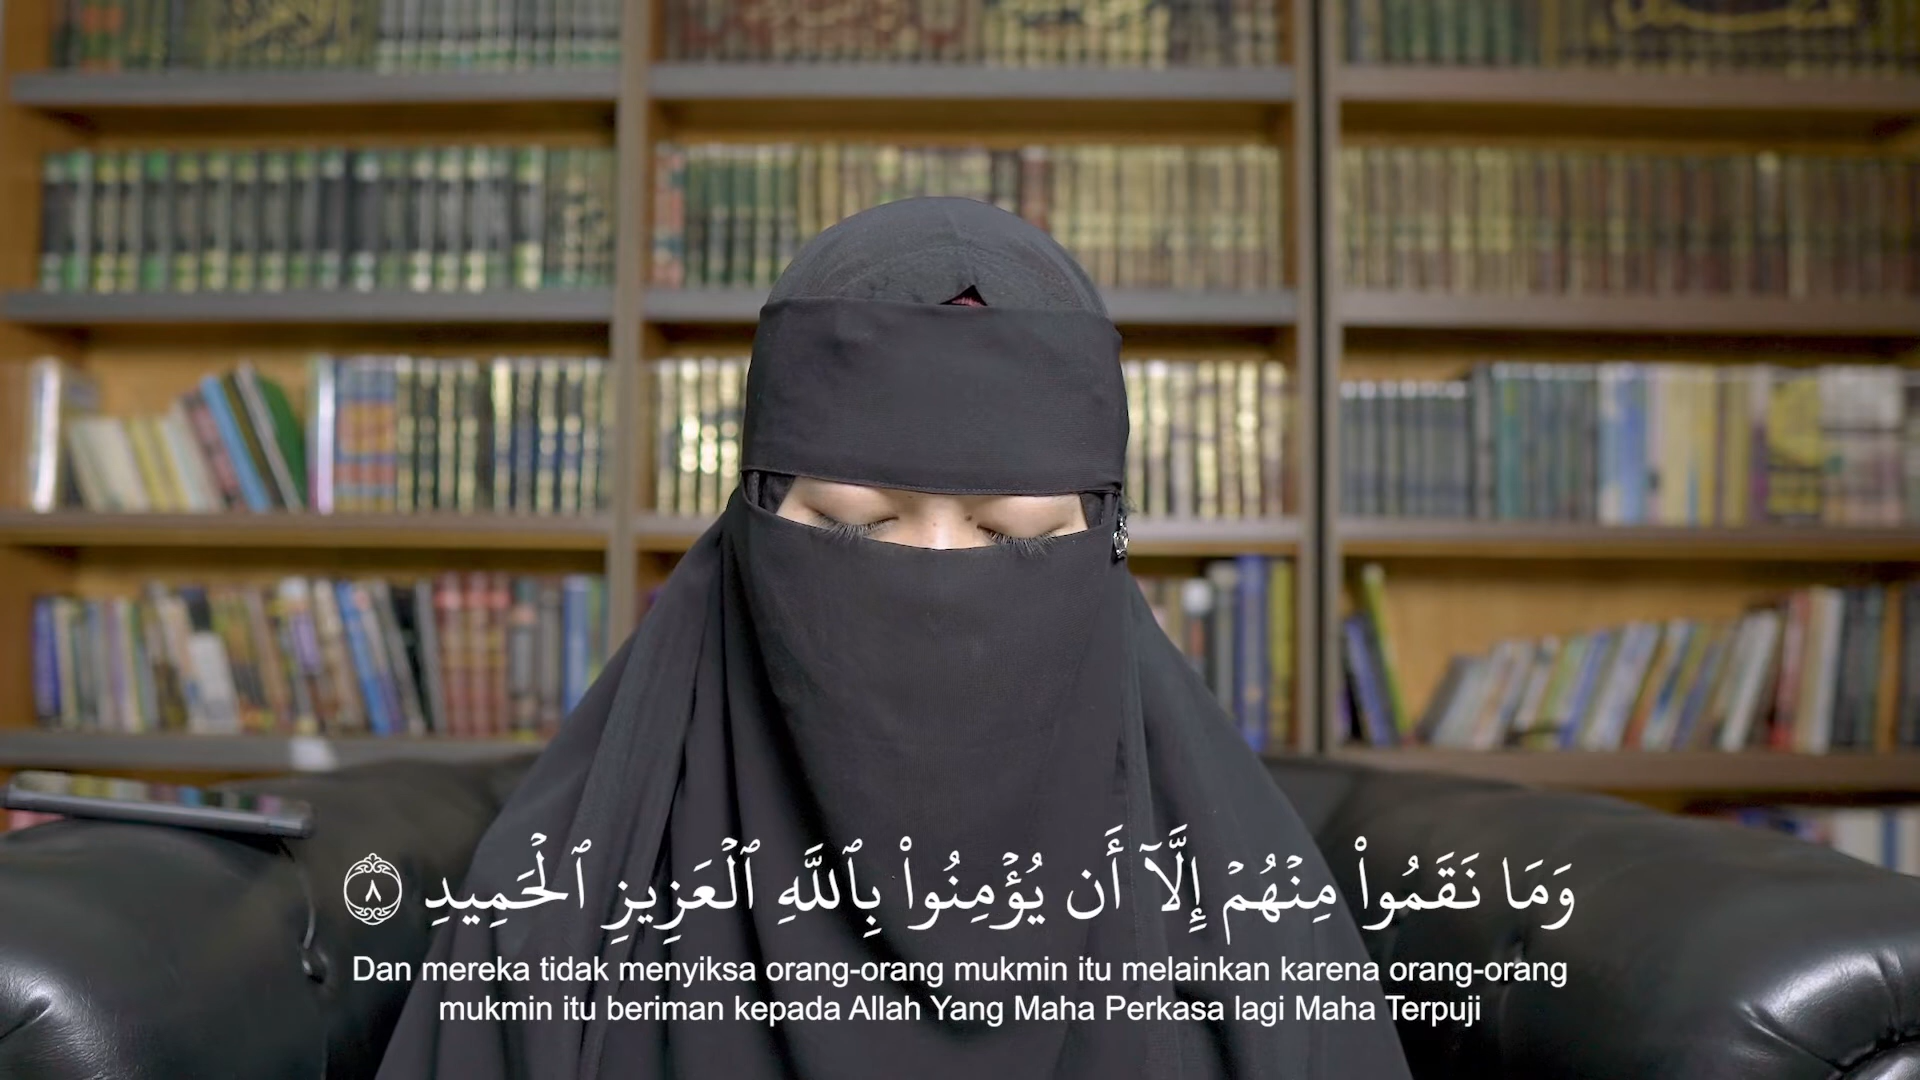 وَمَا نَقَمُوا۟ مِنْهُمْ إِلَّآ أَن يُؤْمِنُوا۟ بِٱللَّهِ ٱلْعَزِيزِ ٱلْحَمِيدِ ٨
Dan mereka tidak menyiksa orang-orang mukmin itu melainkan karena orang-orang
mukmin itu beriman kepada Allah Yang Maha Perkasa lagi Maha Terpuji